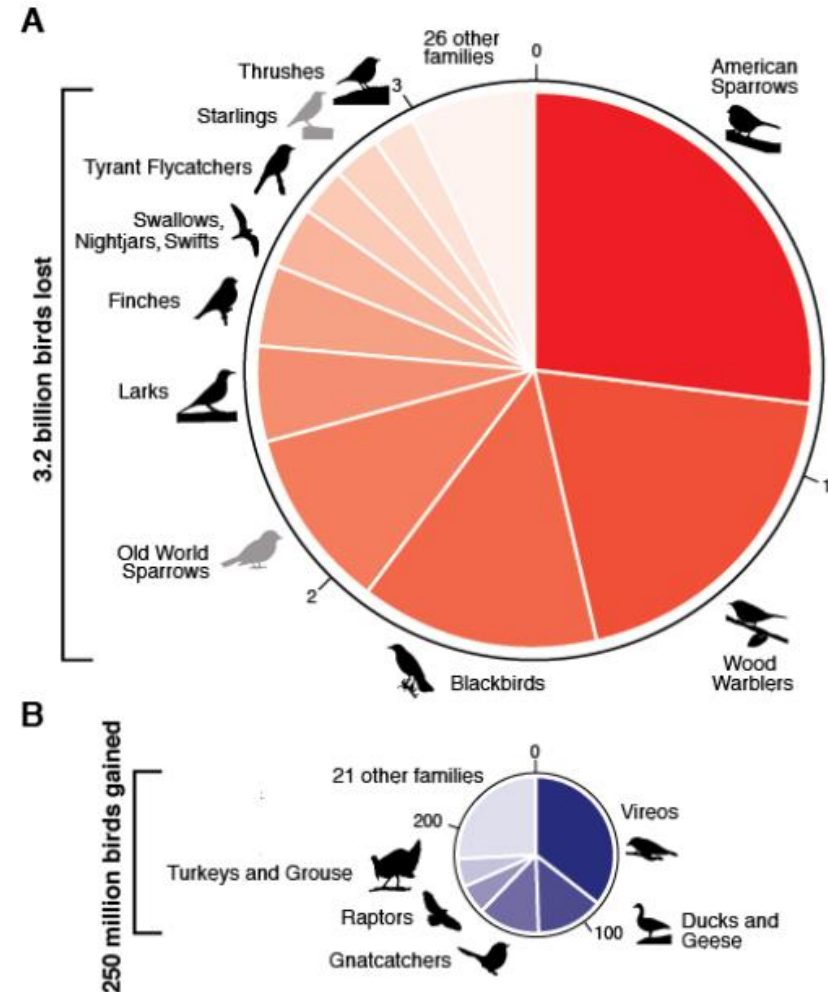 A
26 other
families
0
American
Sparrows
Thrushes
3
Starlings
Tyrant Flycatchers
Swallows,
Nightjars, Swifts
Finches
Larks
1
3.2 billion birds lost
Old World
Sparrows
2
Wood
Warblers
Blackbirds
B
0
21 other families
Vireos
200
Turkeys and Grouse
Raptors
100
Ducks and
Geese
Gnatcatchers
250 million birds gained